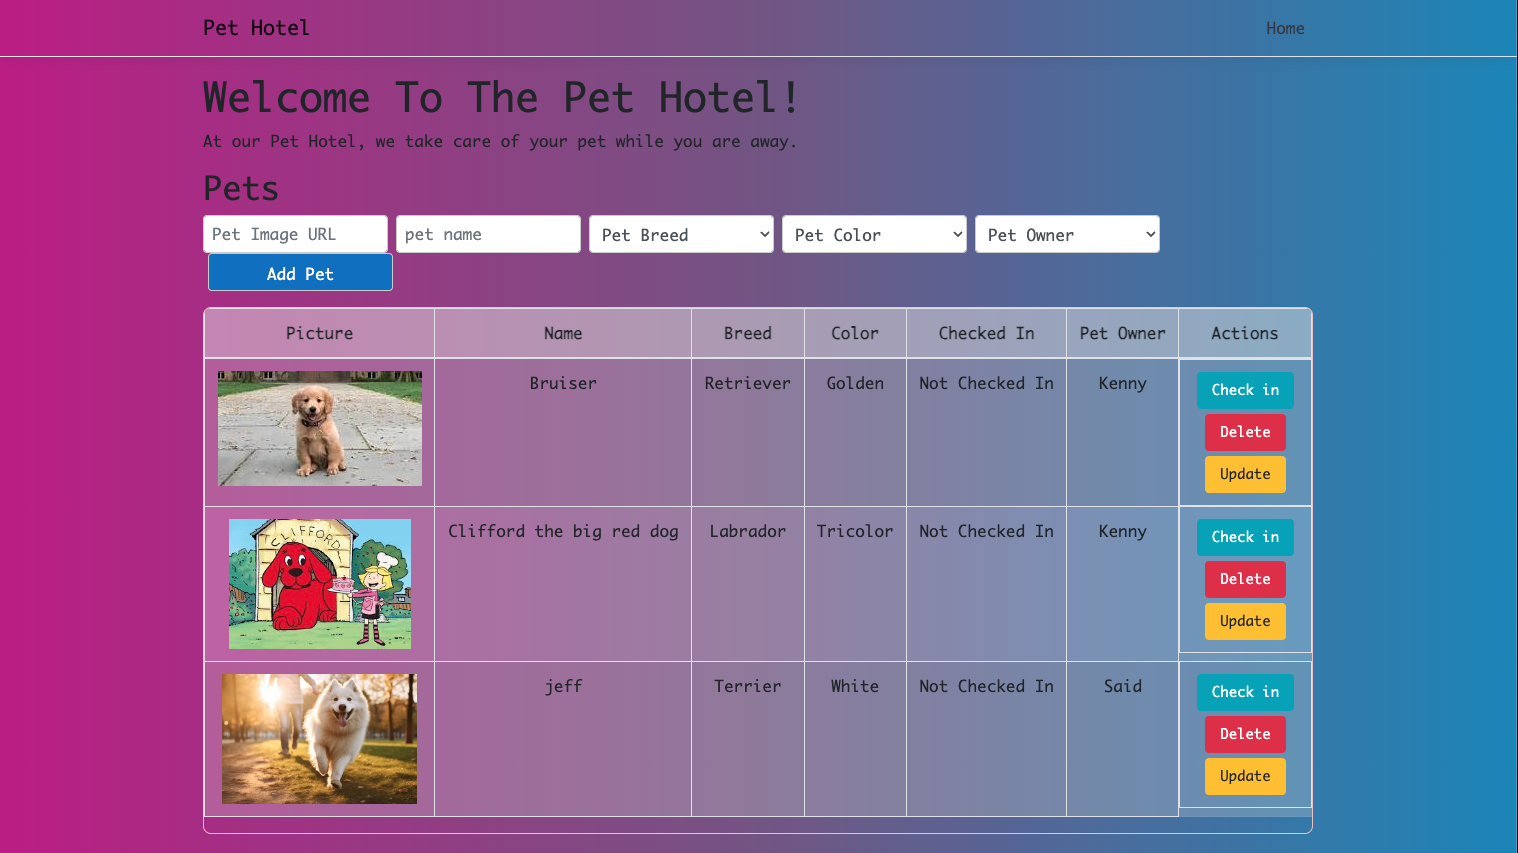 Pet Hotel Home
Welcome To The Pet Hotel!
At our Pet Hotel, we take care of your pet while you are away.
Pets
Pet Image URL pet name Pet Breed Pet Color Pet Owner
Add Pet
Picture Name Breed Color Checked In Pet Owner Actions
Bruiser Retriever Golden Not Checked In Kenny Check in
Delete
Update
CLIFFORD
Clifford the big red dog Labrador Tricolor Not Checked In Kenny Check in
Delete
Update
jeff Terrier White Not Checked In Said Check in
Delete
Update